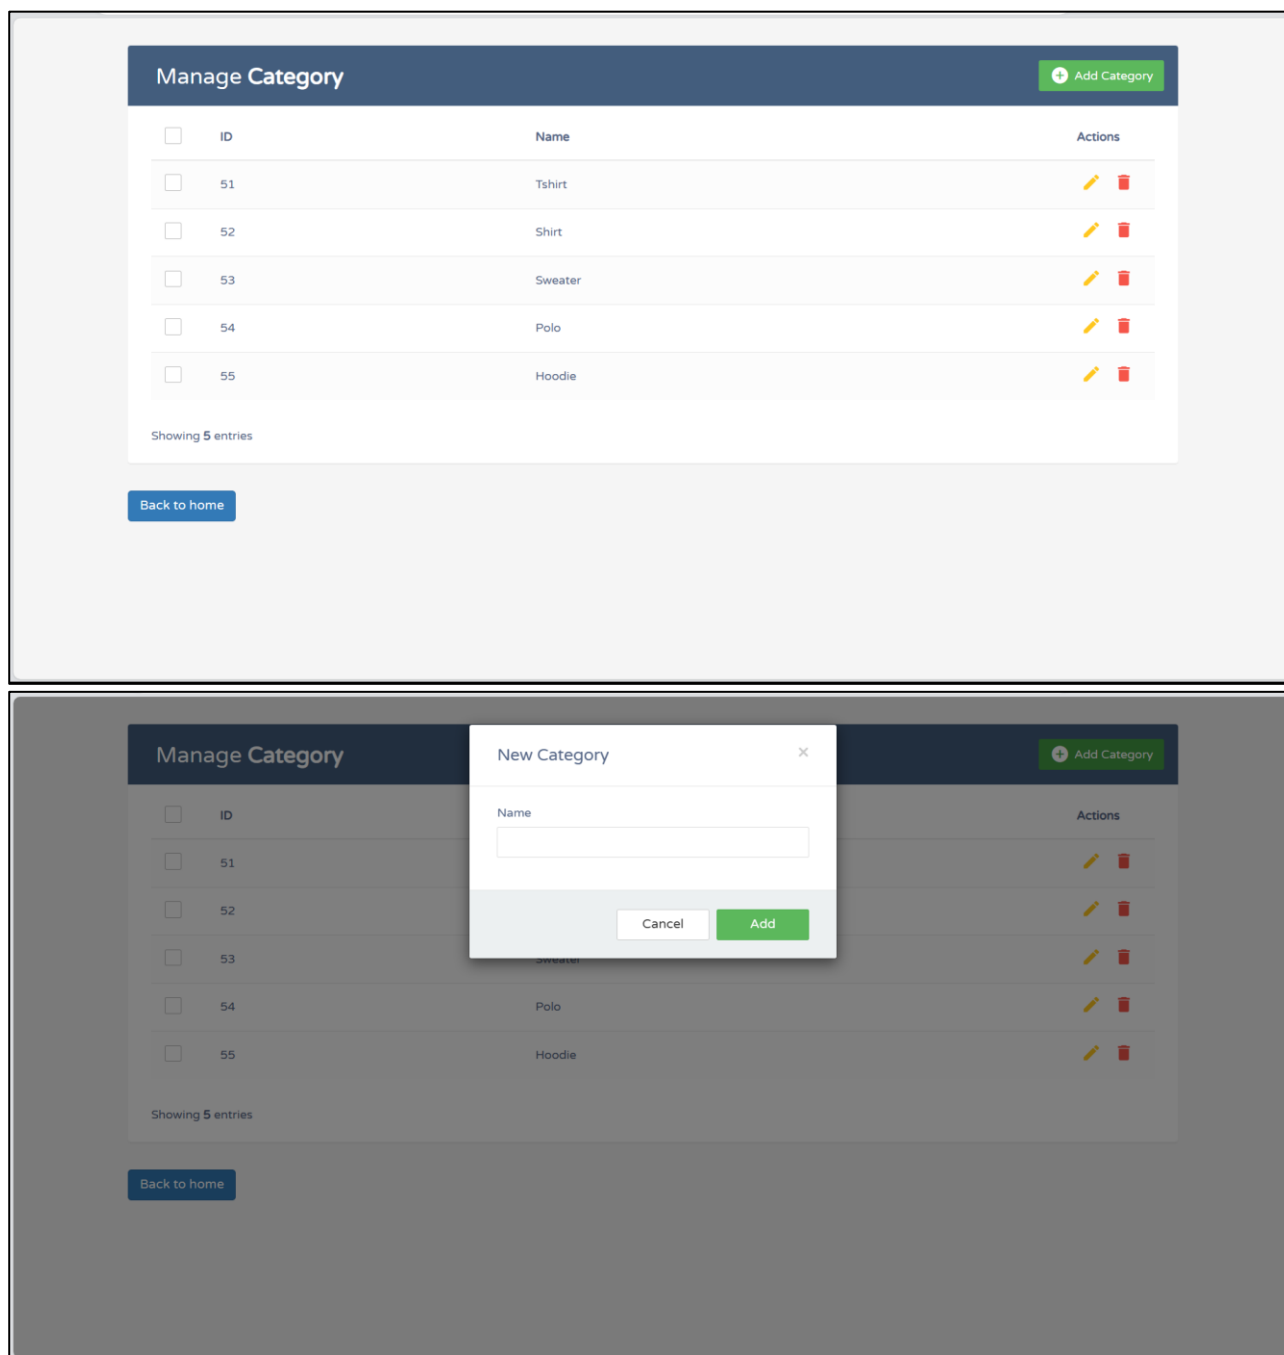 Manage Category
Add Category
ID Name Actions
51 Tshirt
52 Shirt
53 Sweater
54 Polo
55 Hoodie
Showing 5 entries
Back to home
Manage Category
Add Category
New Category ×
Name
Cancel Add
ID Actions
51
52
53 Sweater
54 Polo
55 Hoodie
Showing 5 entries
Back to home